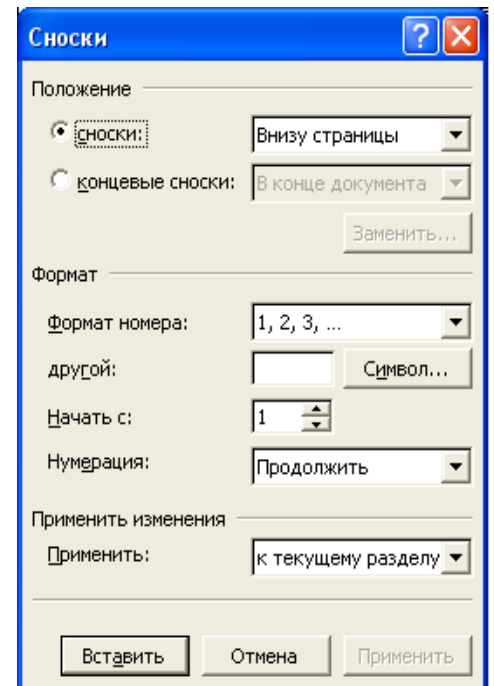 Сноски
Положение
сноски: Внизу страницы
концевые сноски: В конце документа
Заменить...
Формат
Формат номера: 1, 2, 3, ...
другой: Символ...
Начать с: 1
Нумерация: Продолжить
Применить изменения
Применить: к текущему разделу
Вставить Отмена Применить